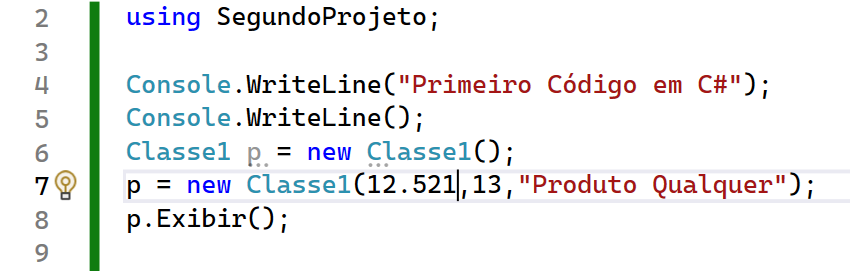 2 using SegundoProjeto;
3
4 Console.WriteLine("Primeiro Código em C#");
5 Console.WriteLine();
6 Classe1 p = new Classe1();
7 p = new Classe1(12.521,13,"Produto Qualquer");
8 p.Exibir();
9